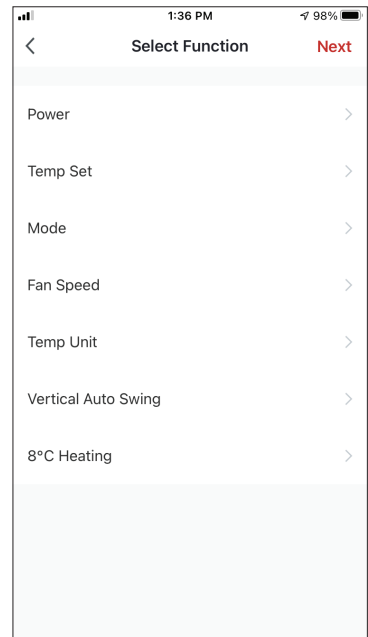 1:36 PM 98%
Select Function Next
Power
Temp Set
Mode
Fan Speed
Temp Unit
Vertical Auto Swing
8°C Heating